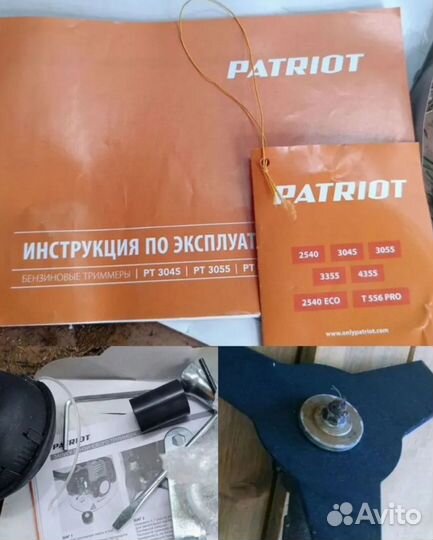 PATRIOT
ИНСТРУКЦИЯ ПО
БЕНЗИНОВЫЕ ТРИММЕРЫ | PT 3045 | PT 3055 | PT
PATRIOT
2540 3045 3055
3355 4355
2540 ECO T 556 PRO
www.onlypatriot.com
PATRIOT
Avito